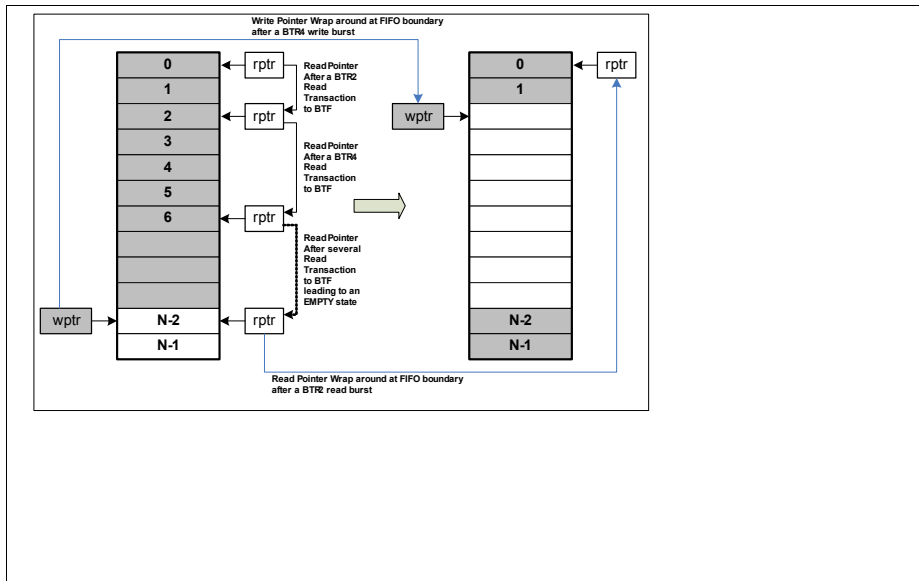 Write Pointer Wrap around at FIFO boundary
after a BTR4 write burst
0
1
2
3
4
5
6
N-2
N-1
wptr
rptr
Read Pointer
After a BTR2
Read
Transaction
to BTF
rptr
Read Pointer
After a BTR4
Read
Transaction
to BTF
rptr
Read Pointer
After several
Read
Transaction
to BTF
leading to an
EMPTY state
rptr
wptr
0
1
N-2
N-1
rptr
Read Pointer Wrap around at FIFO boundary
after a BTR2 read burst